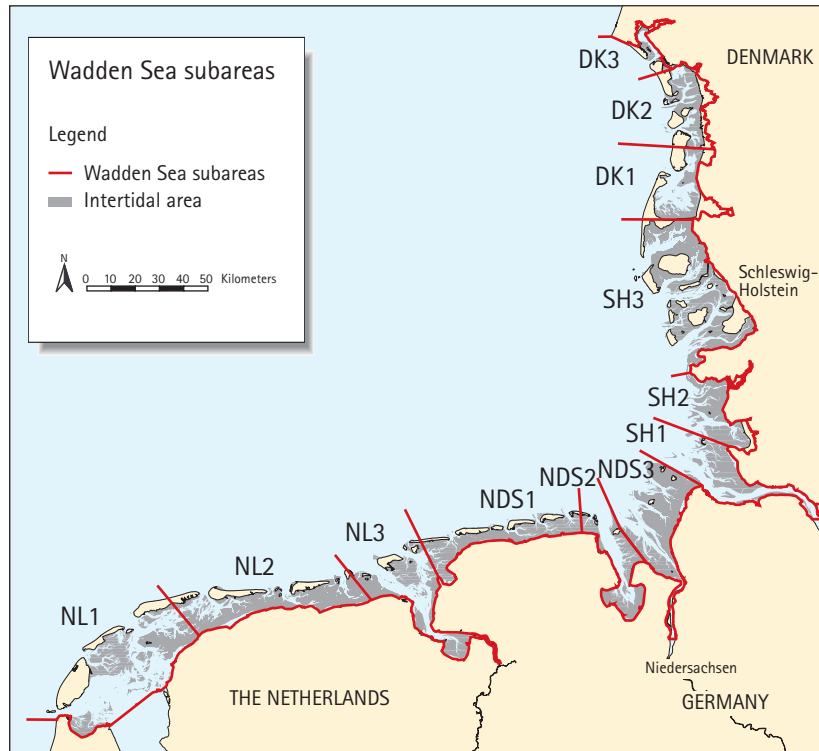 Wadden Sea subareas
Legend
Wadden Sea subareas
Intertidal area
N
0 10 20 30 40 50 Kilometers
DK3
DENMARK
DK2
DK1
Schleswig-
Holstein
SH3
SH2
SH1
NDS3
NDS2
NDS1
NL3
NL2
NL1
Niedersachsen
THE NETHERLANDS
GERMANY